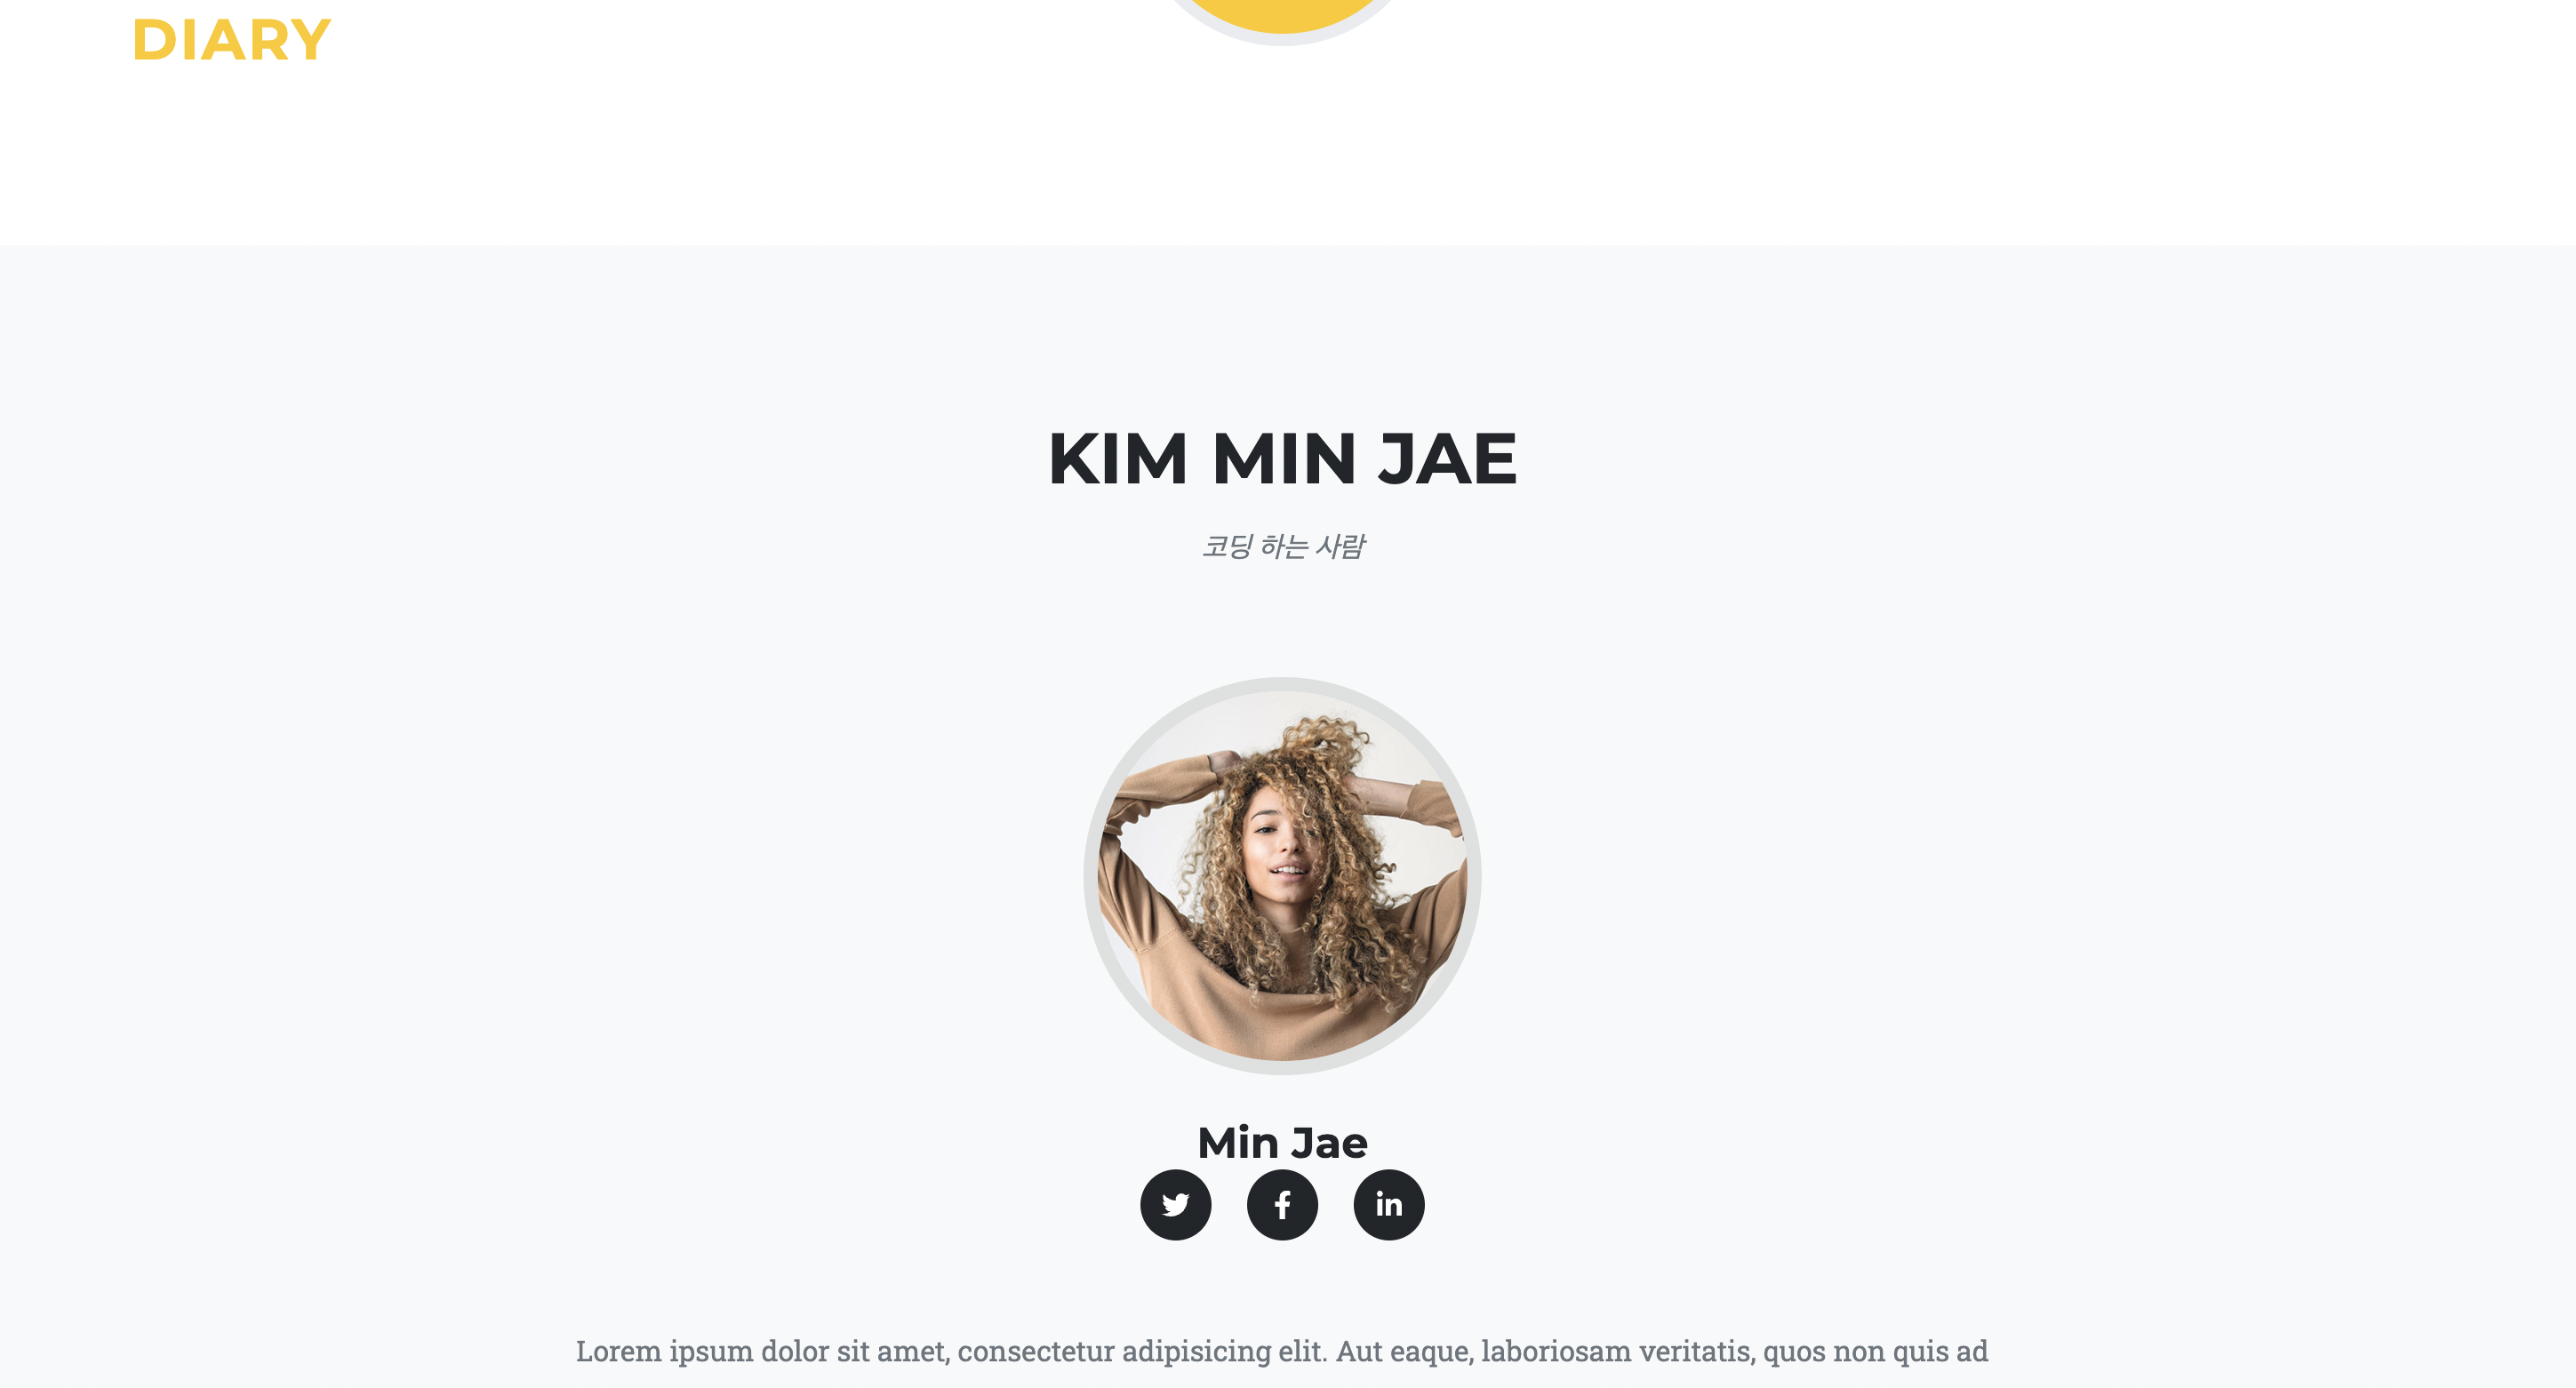 DIARY
KIM MIN JAE
코딩 하는 사람
Min Jae
Lorem ipsum dolor sit amet, consectetur adipisicing elit. Aut eaque, laboriosam veritatis, quos non quis ad